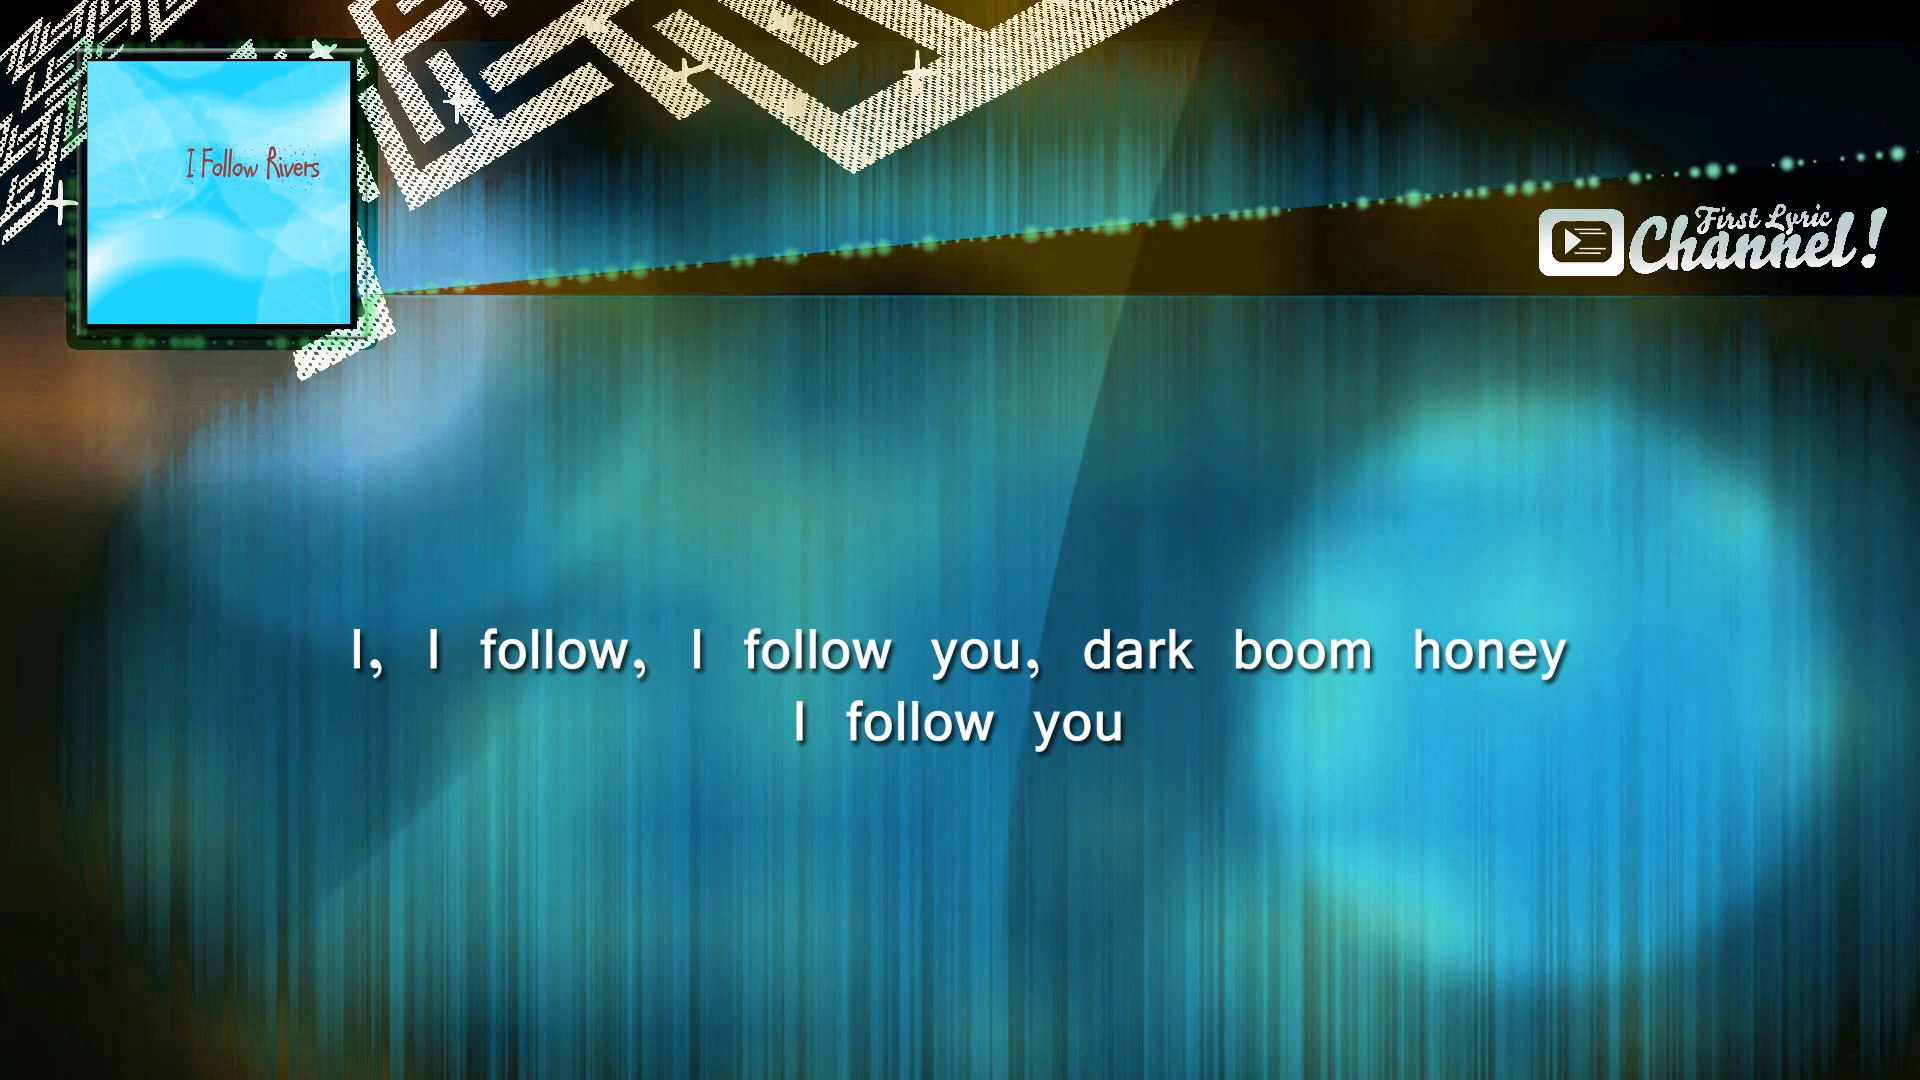 I Follow Rivers
First Lyric
Channel!
I, I follow, I follow you, dark boom honey
I follow you